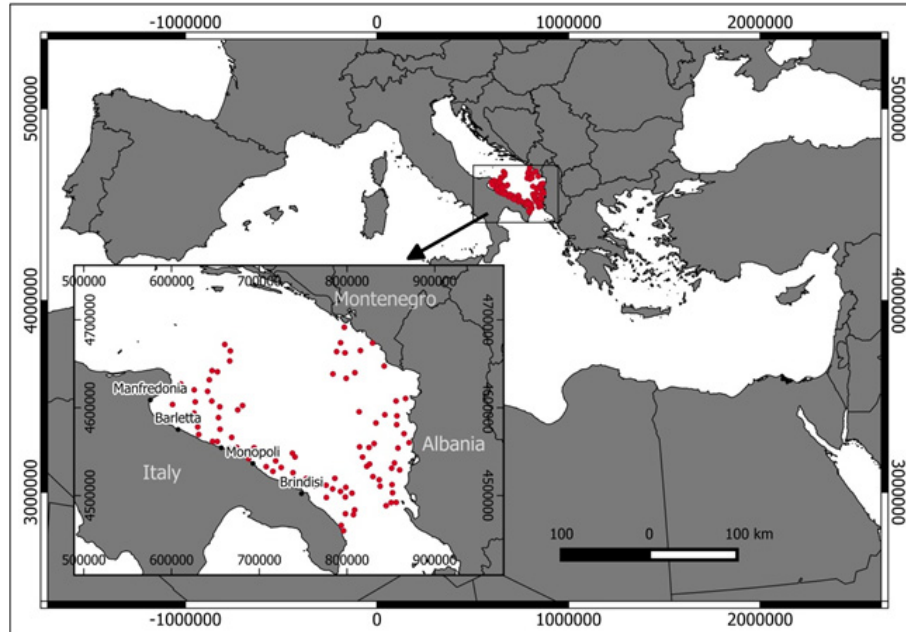 -1000000 0 1000000 2000000
5000000 5000000
4000000 4000000
3000000 3000000
500000 600000 700000 800000 900000
Montenegro
4700000 4700000
Manfredonia
4600000 4600000
Barletta
Monopoli
Albania
Italy
Brindisi
4500000 4500000
100 0 100 km
500000 600000 700000 800000 900000
-1000000 0 1000000 2000000